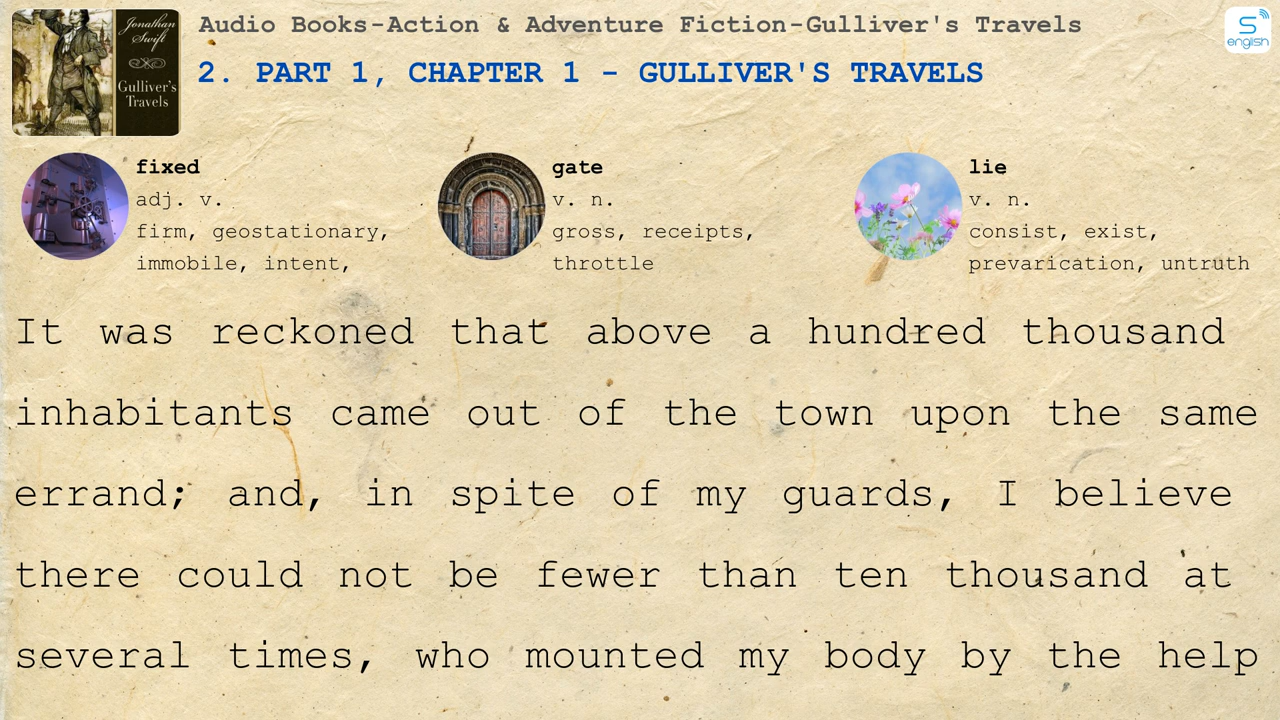 Jonathan
Swift
Gulliver's
Travels
Audio Books-Action & Adventure Fiction-Gulliver's Travels
2. PART 1, CHAPTER 1 - GULLIVER'S TRAVELS
S
english
fixed
adj. v.
firm, geostationary,
immobile, intent,
gate
v. n.
gross, receipts,
throttle
lie
v. n.
consist, exist,
prevarication, untruth
It was reckoned that above a hundred thousand
inhabitants came out of the town upon the same
errand; and, in spite of my guards, I believe
there could not be fewer than ten thousand at
several times, who mounted my body by the help